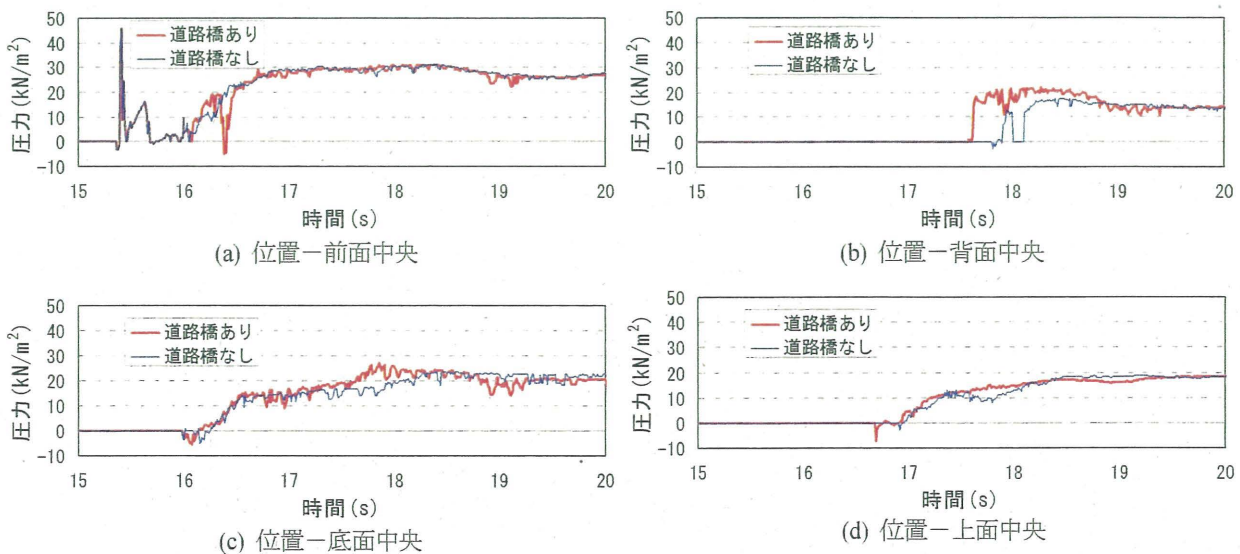 50
40
30
20
10
0
-10
圧力(kN/m²)
道路橋あり
道路橋なし
15 16 17 18 19 20
時間(s)
(a) 位置－前面中央
50
40
30
20
10
0
-10
圧力(kN/m²)
道路橋あり
道路橋なし
15 16 17 18 19 20
時間(s)
(b) 位置－背面中央
50
40
30
20
10
0
-10
圧力(kN/m²)
道路橋あり
道路橋なし
15 16 17 18 19 20
時間(s)
(c) 位置－底面中央
50
40
30
20
10
0
-10
圧力(kN/m²)
道路橋あり
道路橋なし
15 16 17 18 19 20
時間(s)
(d) 位置－上面中央